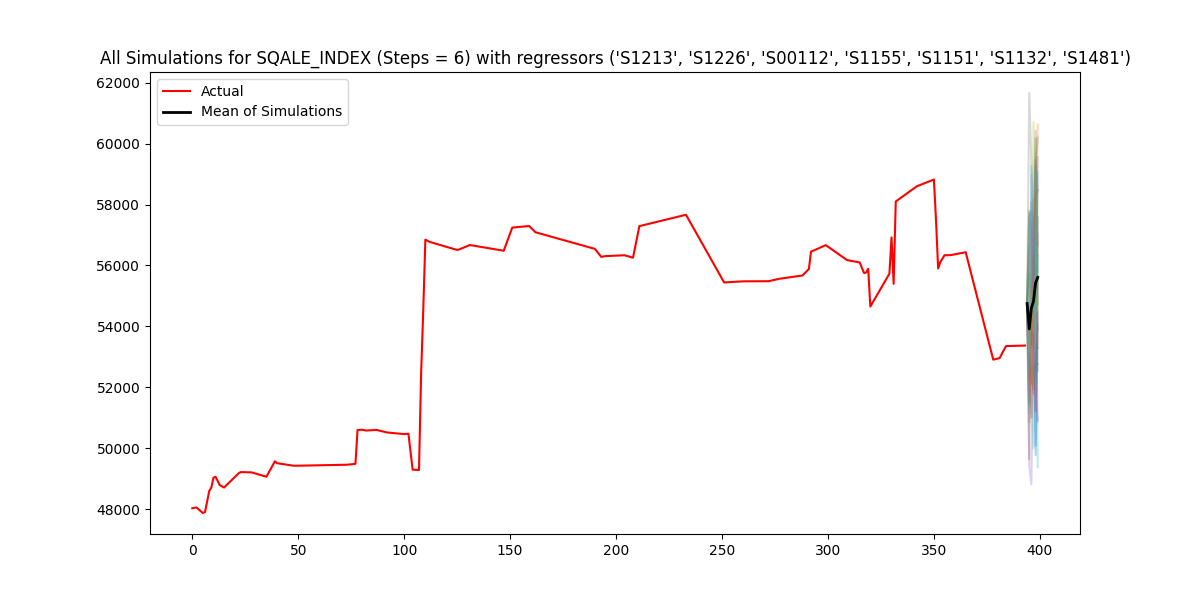 All Simulations for SQALE_INDEX (Steps = 6) with regressors ('S1213', 'S1226', 'S00112', 'S1155', 'S1151', 'S1132', 'S1481')
Actual
Mean of Simulations
62000
60000
58000
56000
54000
52000
50000
48000
0 50 100 150 200 250 300 350 400